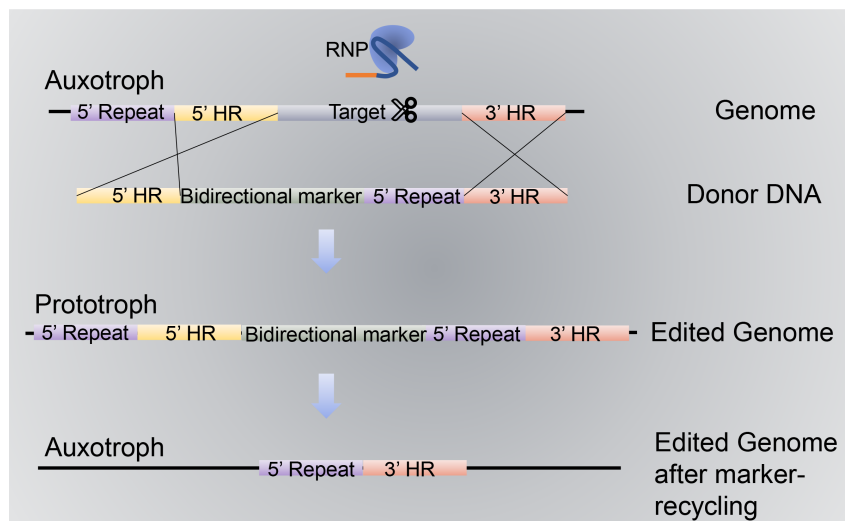 RNP
Auxotroph
5’ Repeat 5’ HR Target 3’ HR Genome
5’ HR Bidirectional marker 5’ Repeat 3’ HR Donor DNA
Prototroph
5’ Repeat 5’ HR Bidirectional marker 5’ Repeat 3’ HR Edited Genome
Auxotroph
5’ Repeat 3’ HR
Edited Genome
after marker-
recycling